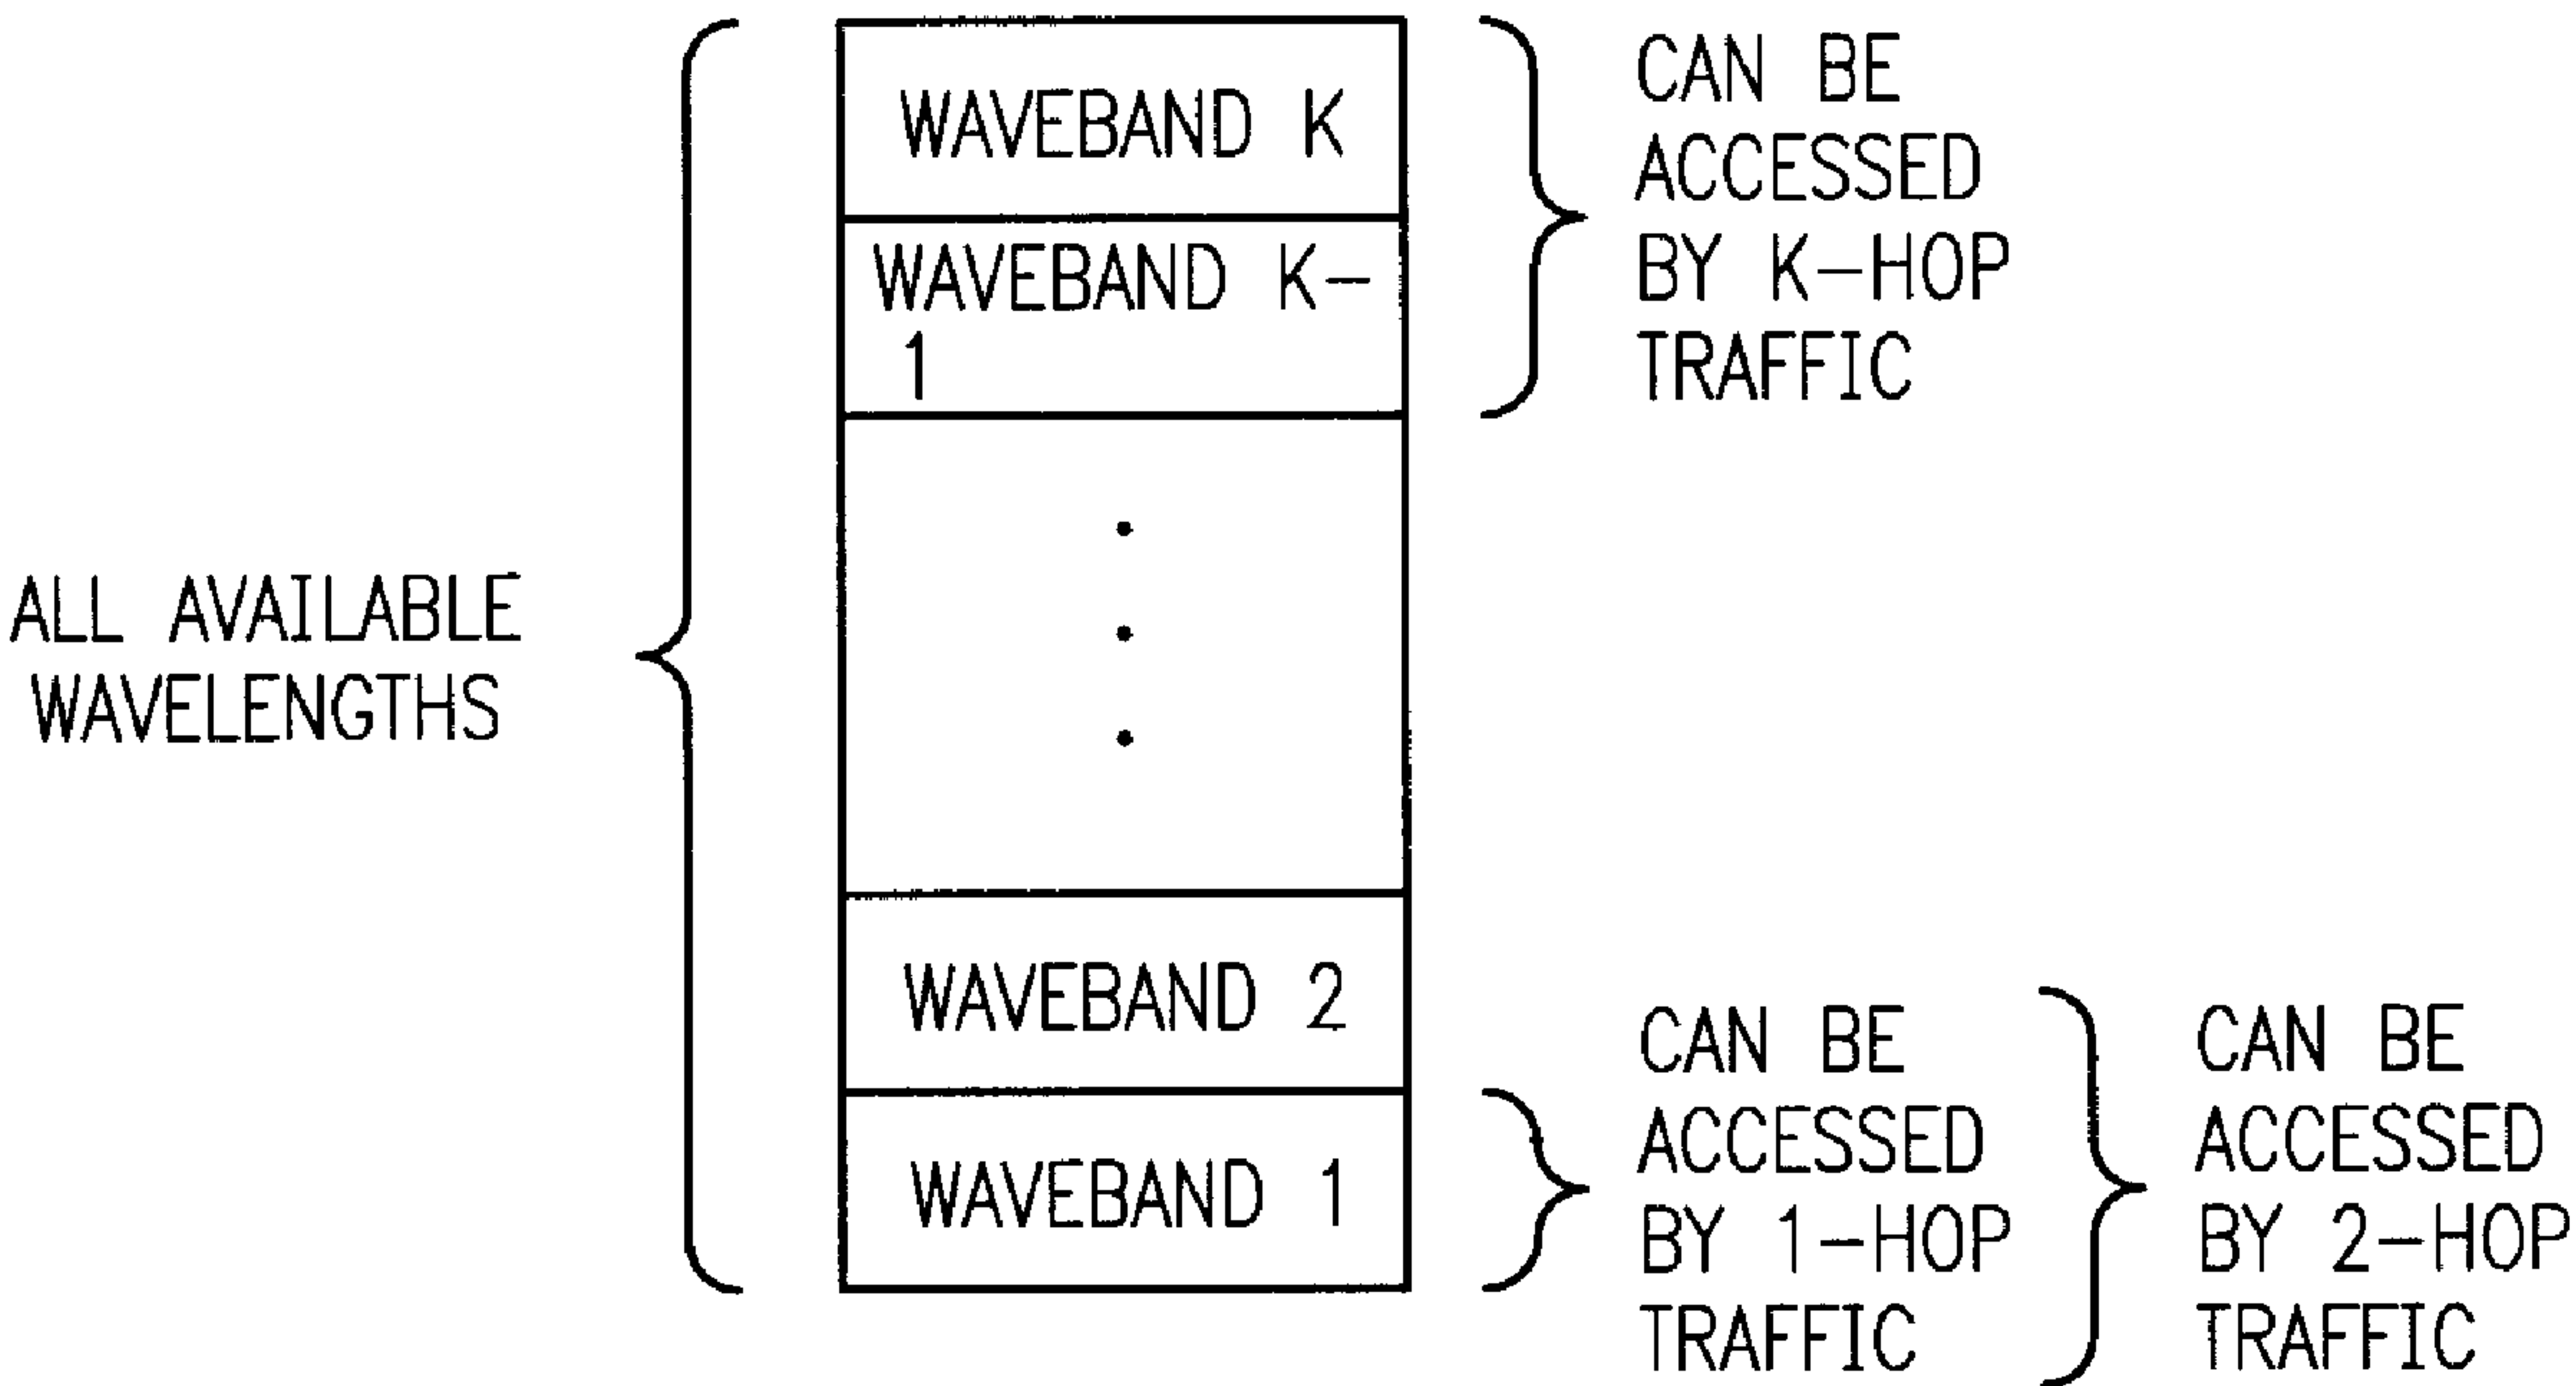 WAVEBAND K
WAVEBAND K-
1
CAN BE
ACCESSED
BY K-HOP
TRAFFIC
ALL AVAILABLE
WAVELENGTHS
WAVEBAND 2
WAVEBAND 1
CAN BE
ACCESSED
BY 1-HOP
TRAFFIC
CAN BE
ACCESSED
BY 2-HOP
TRAFFIC